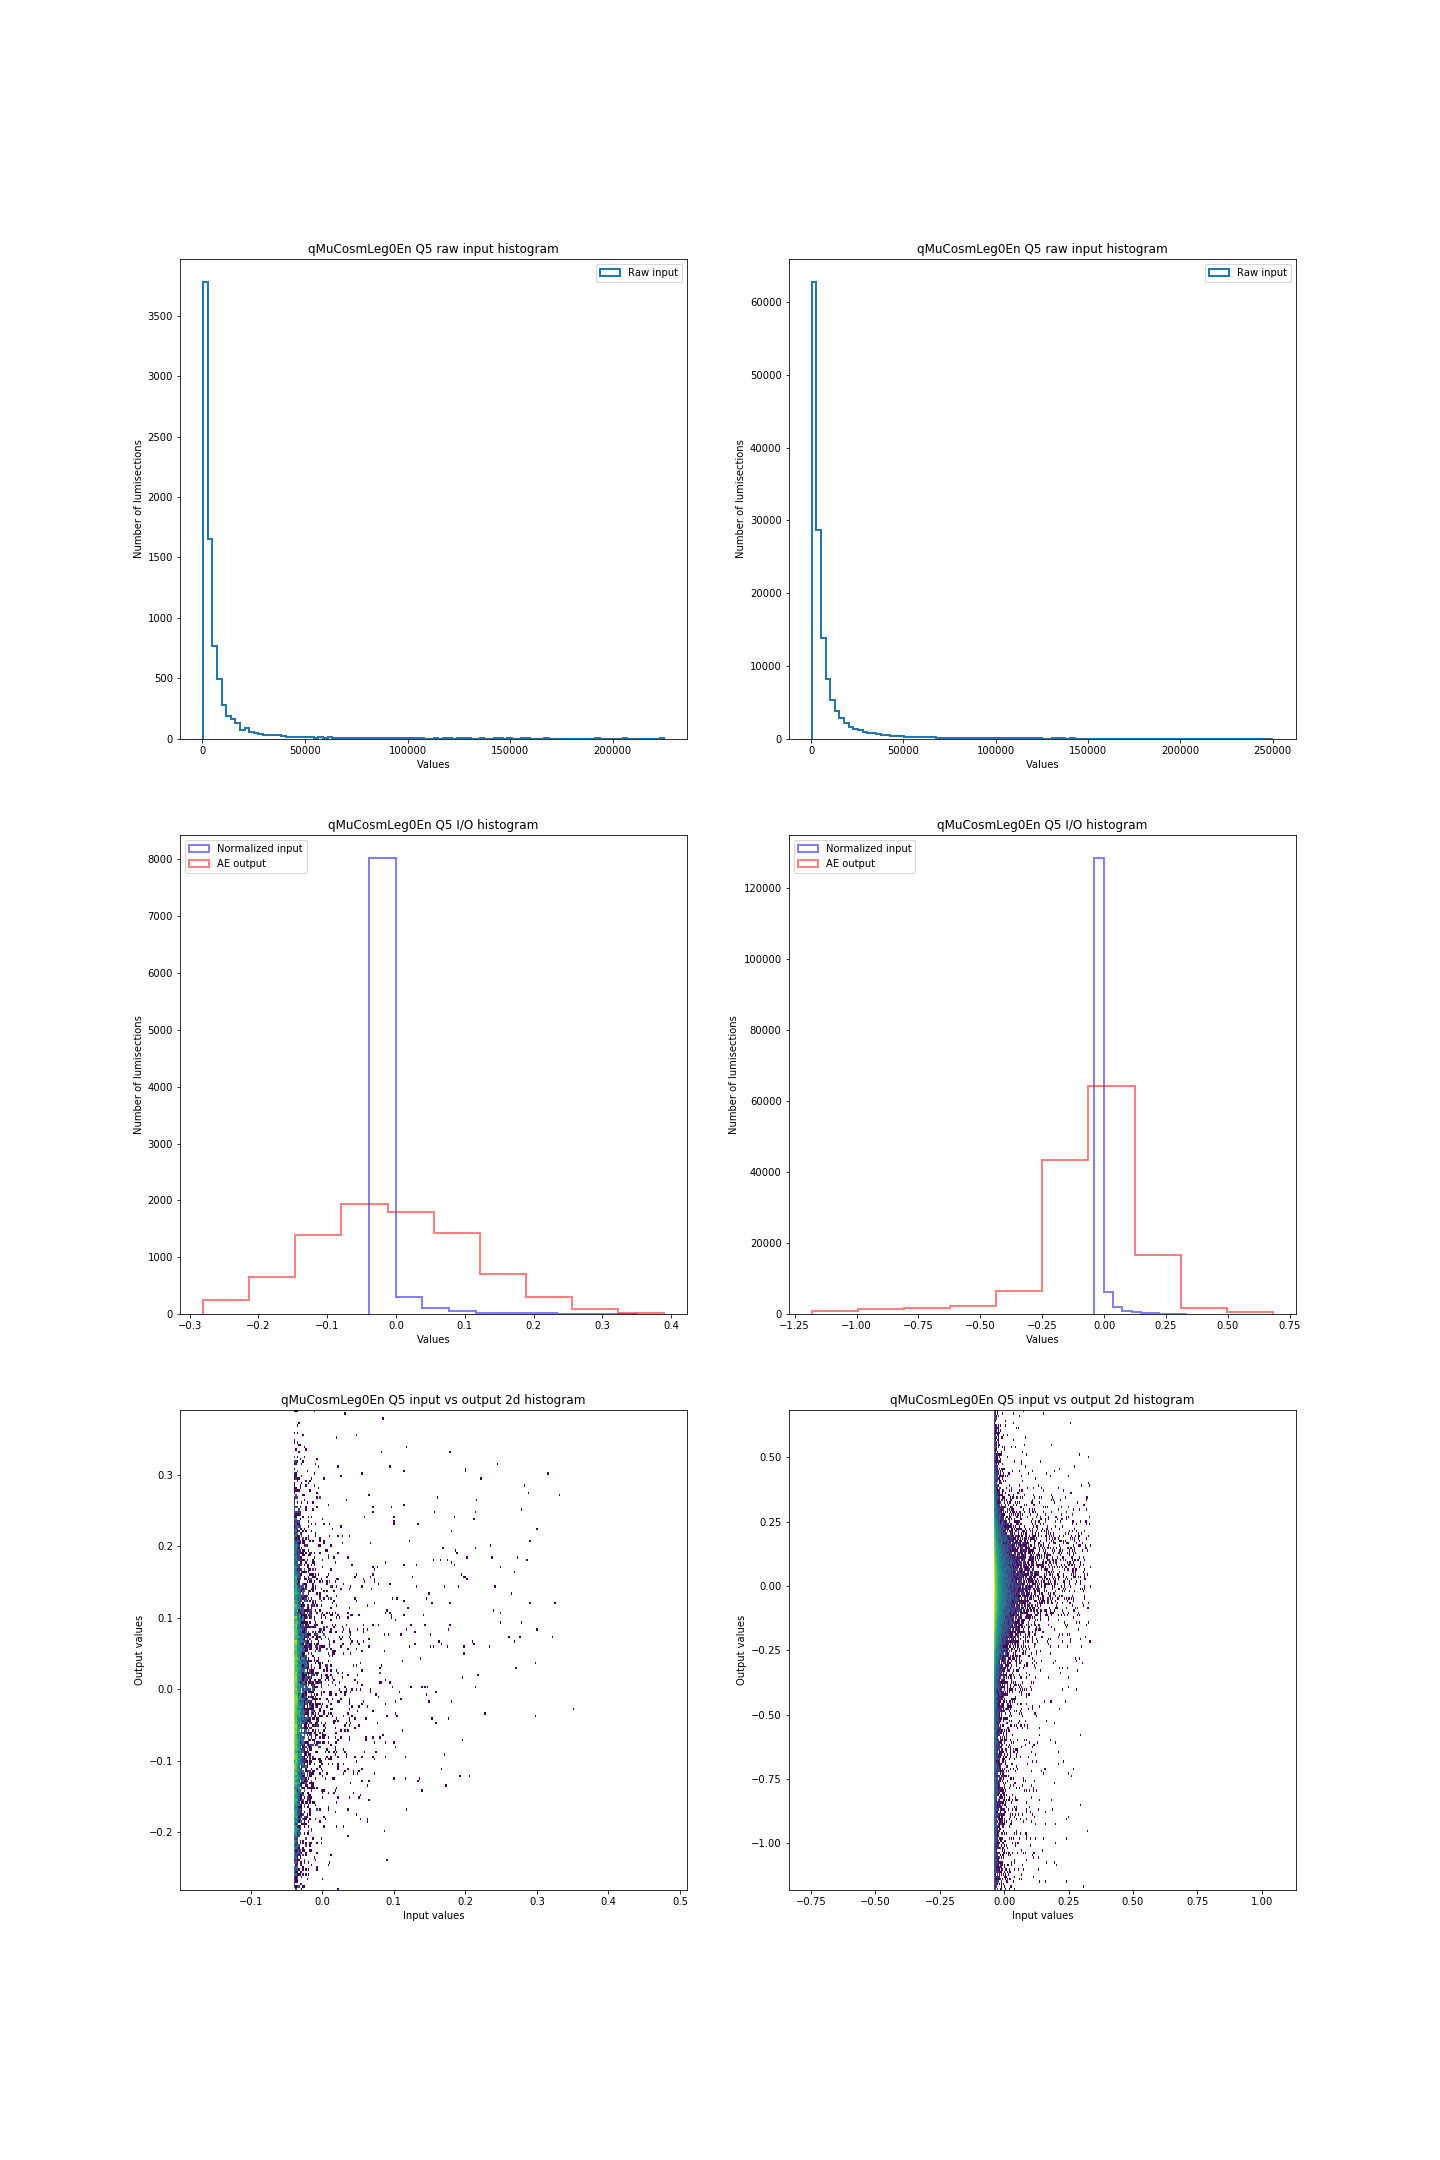 qMuCosmLeg0En Q5 raw input histogram
Raw input
Number of lumisections
3500
3000
2500
2000
1500
1000
500
0
0 50000 100000 150000 200000
Values
qMuCosmLeg0En Q5 raw input histogram
Raw input
Number of lumisections
60000
50000
40000
30000
20000
10000
0
0 50000 100000 150000 200000 250000
Values
qMuCosmLeg0En Q5 I/O histogram
Normalized input
AE output
Number of lumisections
8000
7000
6000
5000
4000
3000
2000
1000
0
−0.3 −0.2 −0.1 0.0 0.1 0.2 0.3 0.4
Values
qMuCosmLeg0En Q5 I/O histogram
Normalized input
AE output
Number of lumisections
120000
100000
80000
60000
40000
20000
0
−1.25 −1.00 −0.75 −0.50 −0.25 0.00 0.25 0.50 0.75
Values
qMuCosmLeg0En Q5 input vs output 2d histogram
Output values
0.3
0.2
0.1
0.0
−0.1
−0.2
−0.1 0.0 0.1 0.2 0.3 0.4 0.5
Input values
qMuCosmLeg0En Q5 input vs output 2d histogram
Output values
0.50
0.25
0.00
−0.25
−0.50
−0.75
−1.00
−0.75 −0.50 −0.25 0.00 0.25 0.50 0.75 1.00
Input values